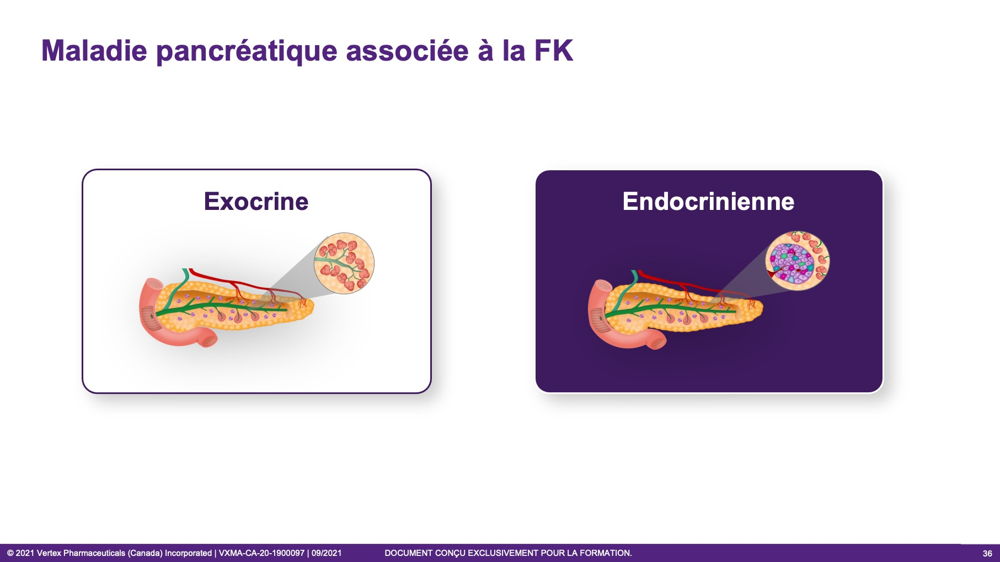 Maladie pancréatique associée à la FK
Exocrine
Endocrinienne
© 2021 Vertex Pharmaceuticals (Canada) Incorporated | VXMA-CA-20-1900097 | 09/2021
DOCUMENT CONÇU EXCLUSIVEMENT POUR LA FORMATION.
36